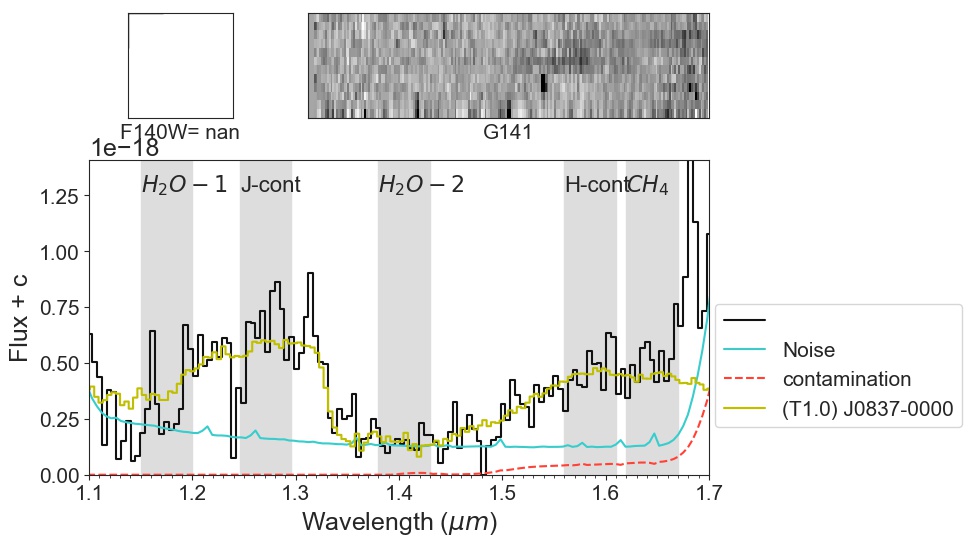 F140W= nan
G141
1e−18
H₂O − 1
J-cont
H₂O − 2
H-cont
CH₄
1.25
1.00
0.75
0.50
0.25
0.00
Flux + c
1.1
1.2
1.3
1.4
1.5
1.6
1.7
Wavelength (μm)
Noise
contamination
(T1.0) J0837-0000